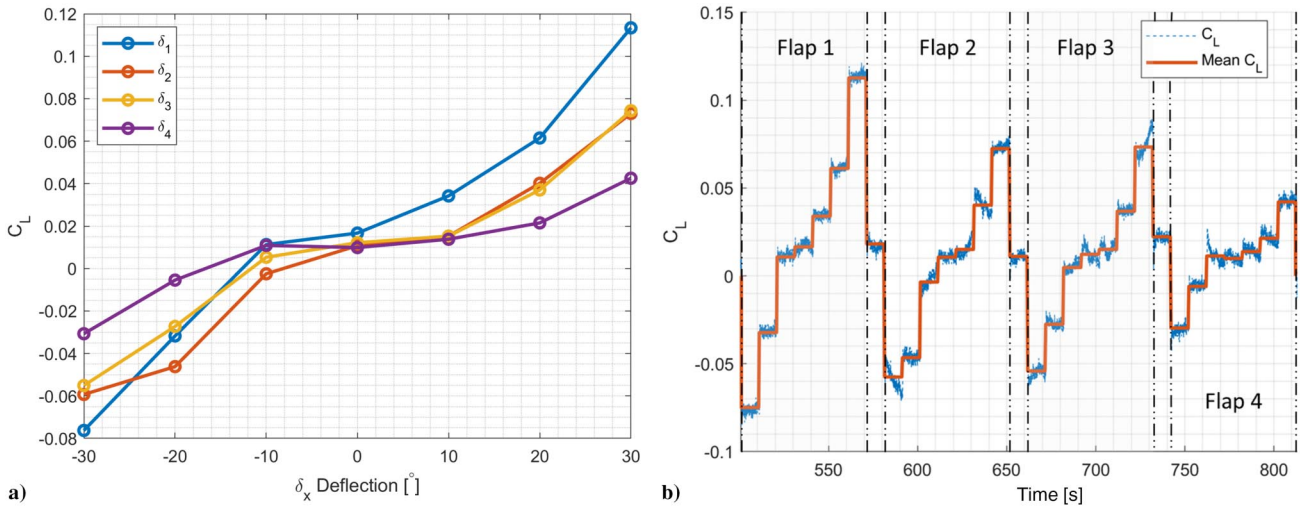 0.12
0.1
0.08
0.06
0.04
0.02
0
-0.02
-0.04
-0.06
-0.08
C_L
δ_1
δ_2
δ_3
δ_4
-30
-20
-10
0
10
20
30
δ_x Deflection [°]
a)
0.15
0.1
0.05
0
-0.05
-0.1
C_L
Flap 1
Flap 2
Flap 3
C_L
Mean C_L
Flap 4
550
600
650
700
750
800
Time [s]
b)